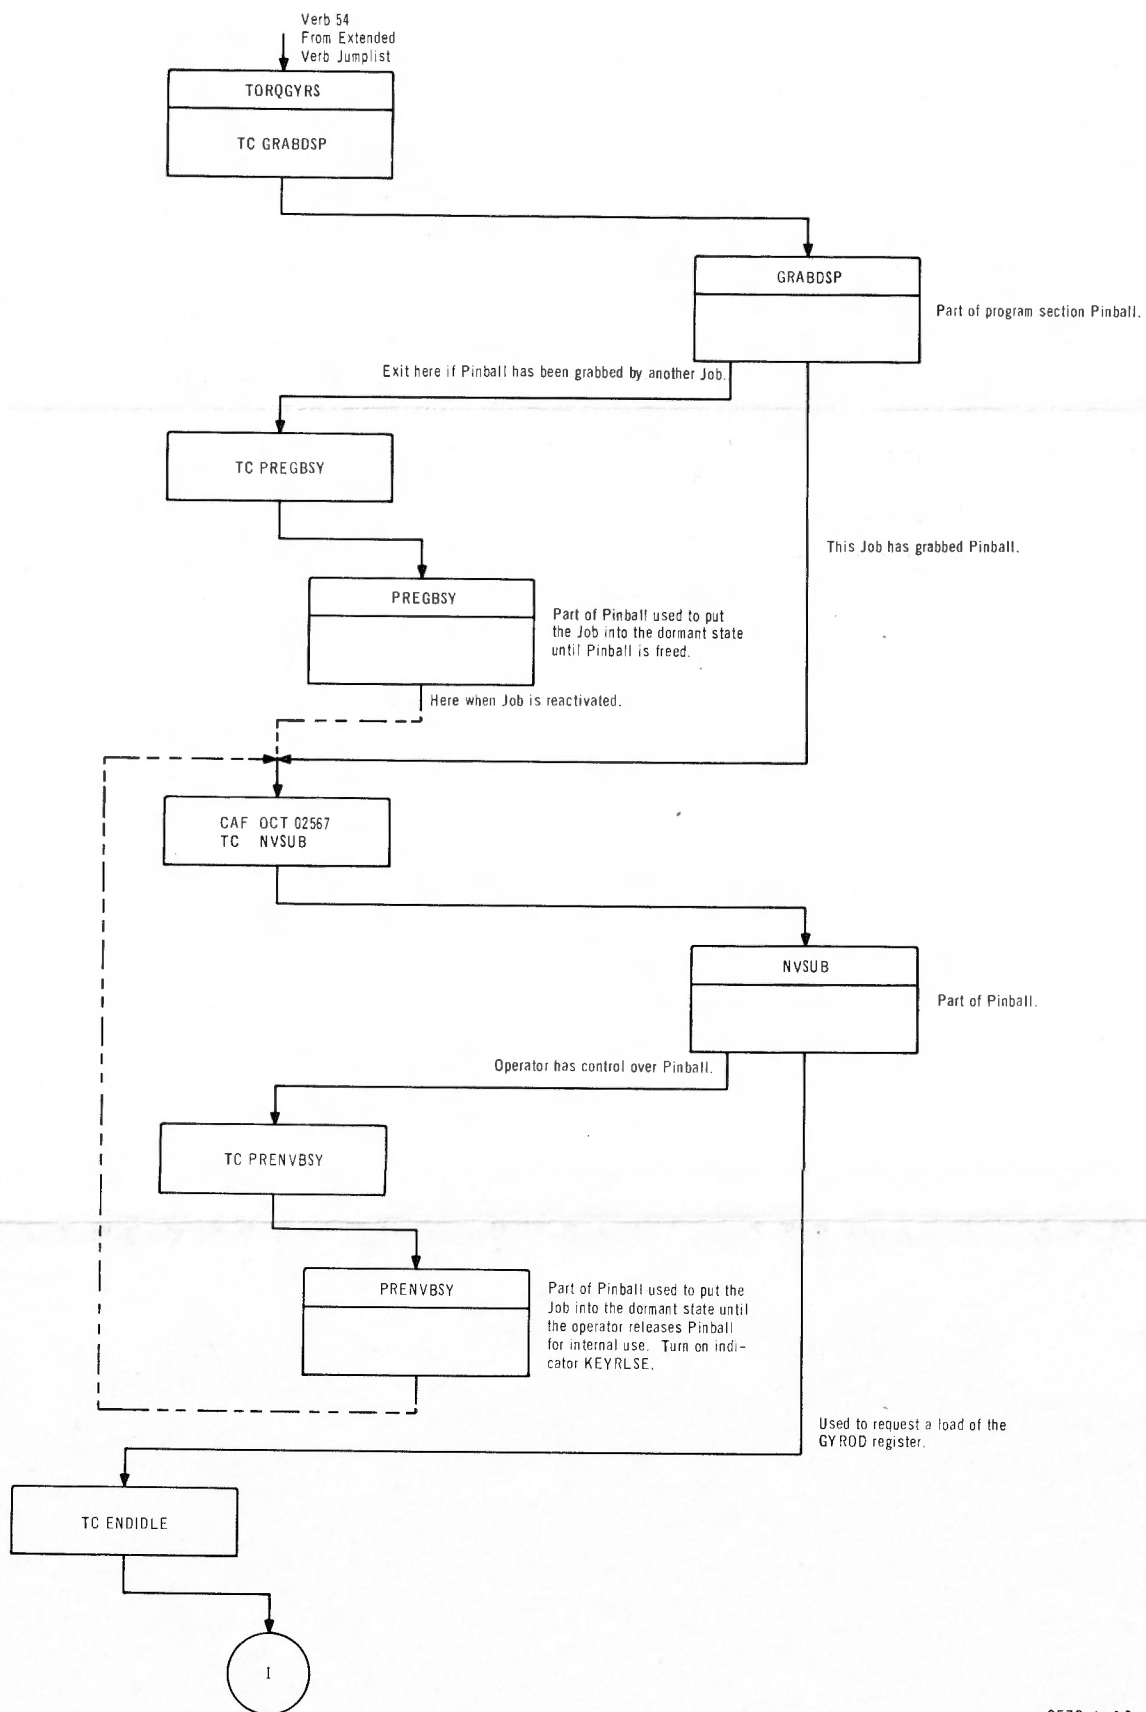 Verb 54
From Extended
Verb Jumplist
TORQGYRS
TC GRABDSP
GRABDSP
Part of program section Pinball.
Exit here if Pinball has been grabbed by another Job.
TC PREGBSY
This Job has grabbed Pinball.
PREGBSY
Part of Pinball used to put
the Job into the dormant state
until Pinball is freed.
Here when Job is reactivated.
CAF OCT 02567
TC NVSUB
NVSUB
Part of Pinball.
Operator has control over Pinball.
TC PRENVBSY
PRENVBSY
Part of Pinball used to put the
Job into the dormant state until
the operator releases Pinball
for internal use. Turn on indi-
cator KEYRLSE.
Used to request a load of the
GYROD register.
TC ENDIDLE
I